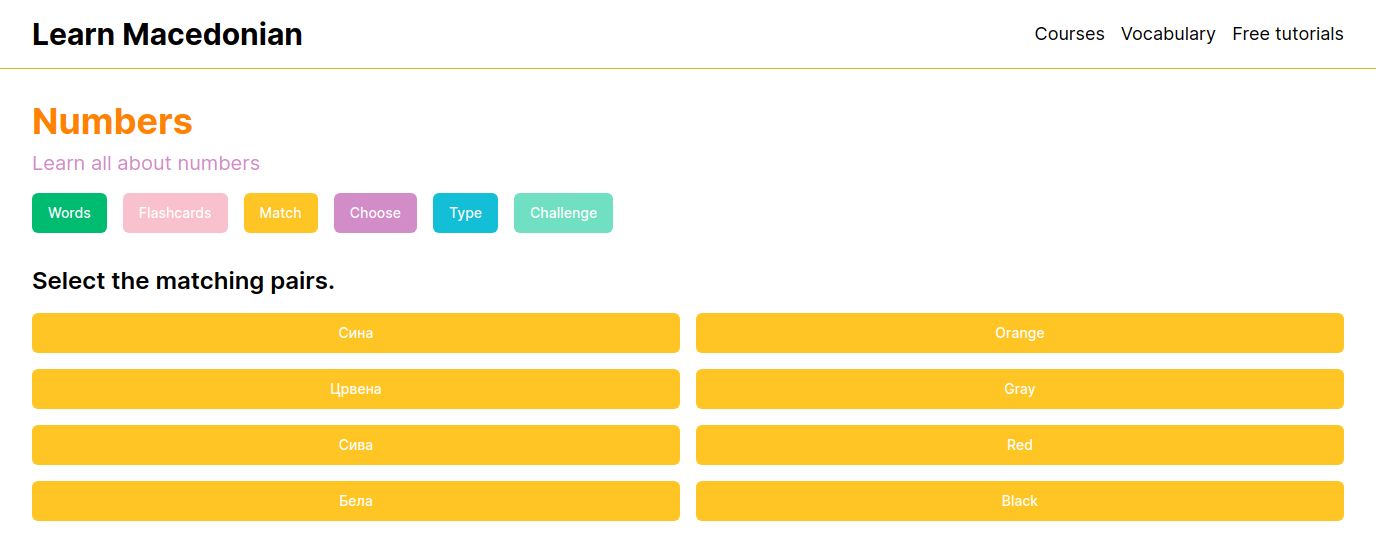 Learn Macedonian
Courses Vocabulary Free tutorials
Numbers
Learn all about numbers
Words Flashcards Match Choose Type Challenge
Select the matching pairs.
Сина Orange
Црвена Gray
Сива Red
Бела Black